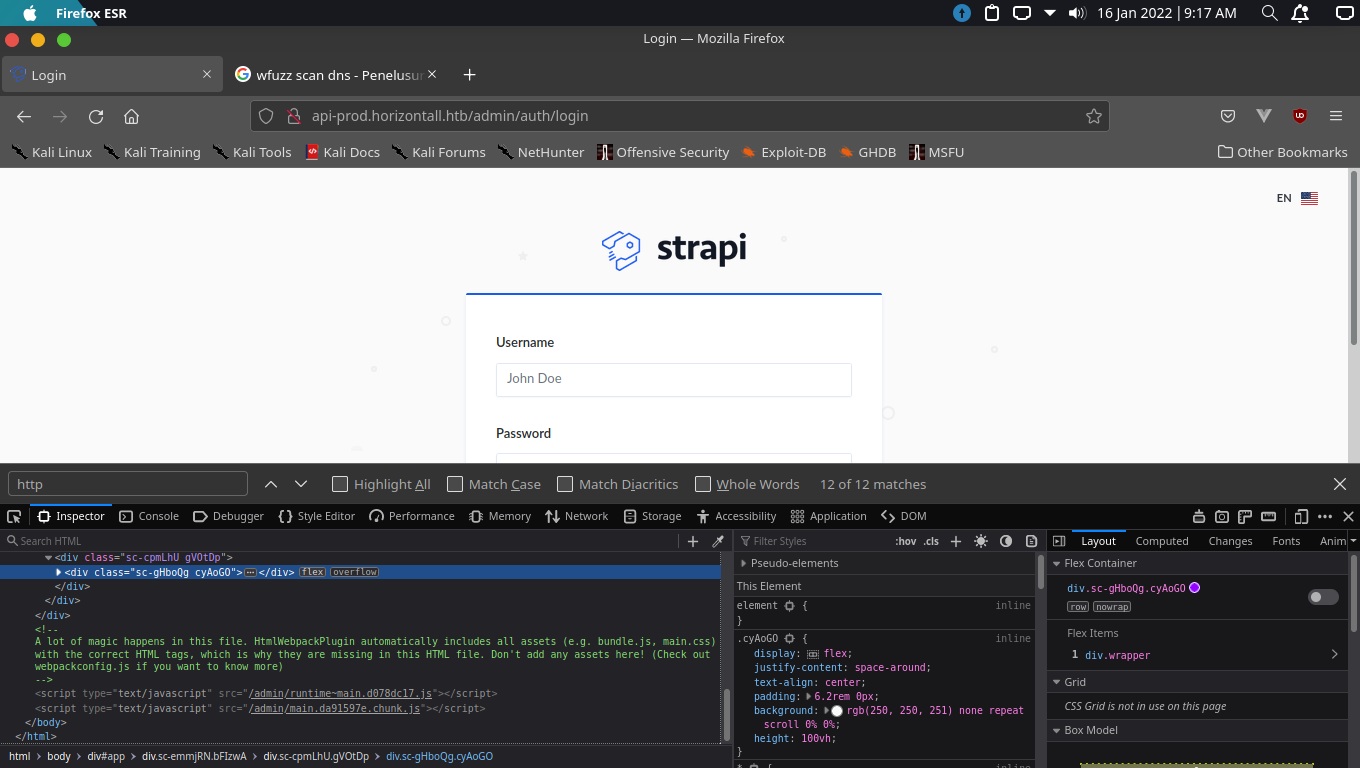 Firefox ESR
16 Jan 2022 | 9:17 AM
Login — Mozilla Firefox
Login
wfuzz scan dns - Penelusu
api-prod.horizontall.htb/admin/auth/login
Kali Linux Kali Training Kali Tools Kali Docs Kali Forums NetHunter Offensive Security Exploit-DB GHDB MSFU Other Bookmarks
EN
strapi
Username
John Doe
Password
http Highlight All Match Case Match Diacritics Whole Words 12 of 12 matches
Inspector Console Debugger Style Editor Performance Memory Network Storage Accessibility Application DOM
Search HTML
<div class="sc-cpmLhU gVOtDp">
<div class="sc-gHboQg cyAoGO"></div> flex overflow
</div>
</div>
</div>
<!--
A lot of magic happens in this file. HtmlWebpackPlugin automatically includes all assets (e.g. bundle.js, main.css)
with the correct HTML tags, which is why they are missing in this HTML file. Don't add any assets here! (Check out
webpackconfig.js if you want to know more)
-->
<script type="text/javascript" src="/admin/runtime~main.d078dc17.js"></script>
<script type="text/javascript" src="/admin/main.da91597e.chunk.js"></script>
</body>
</html>
html body div#app div.sc-emmjRN.bFIzwA div.sc-cpmLhU.gVOtDp div.sc-gHboQg.cyAoGO
Filter Styles :hov .cls
Pseudo-elements
This Element
element { inline
}
.cyAoGO { inline
display: flex;
justify-content: space-around;
text-align: center;
padding: 6.2rem 0px;
background: rgb(250, 250, 251) none repeat
scroll 0% 0%;
height: 100vh;
}
* { inline
Layout Computed Changes Fonts Anim
Flex Container
div.sc-gHboQg.cyAoGO
row nowrap
Flex Items
1 div.wrapper
Grid
CSS Grid is not in use on this page
Box Model